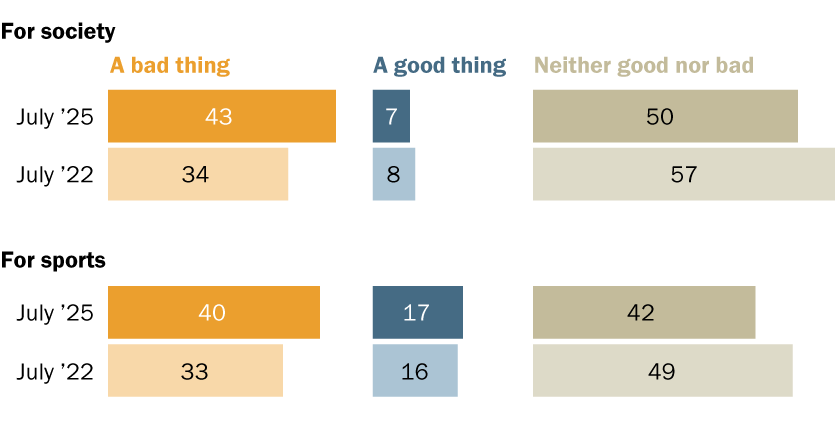 For society
A bad thing A good thing Neither good nor bad
July ’25 43 7 50
July ’22 34 8 57
For sports
July ’25 40 17 42
July ’22 33 16 49